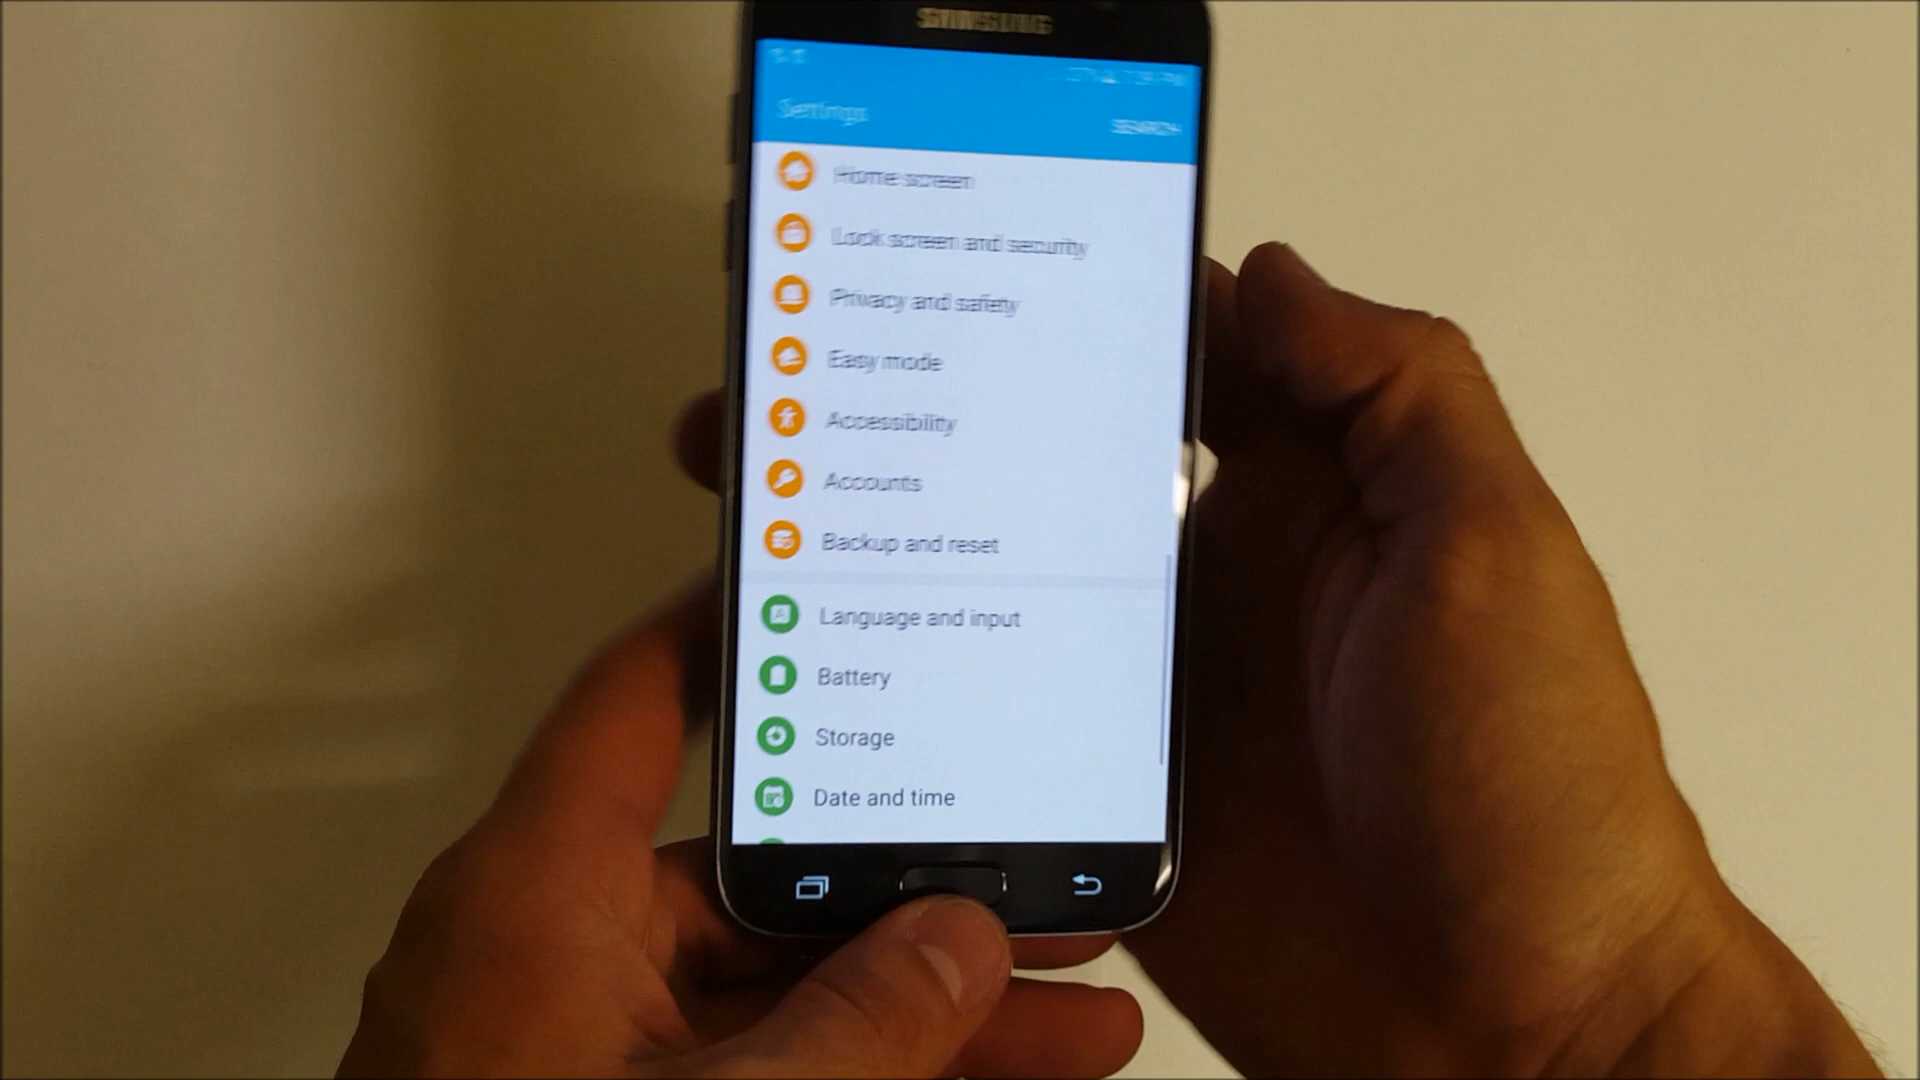 SAMSUNG
Settings
SEARCH
Home screen
Lock screen and security
Privacy and safety
Easy mode
Accessibility
Accounts
Backup and reset
Language and input
Battery
Storage
Date and time